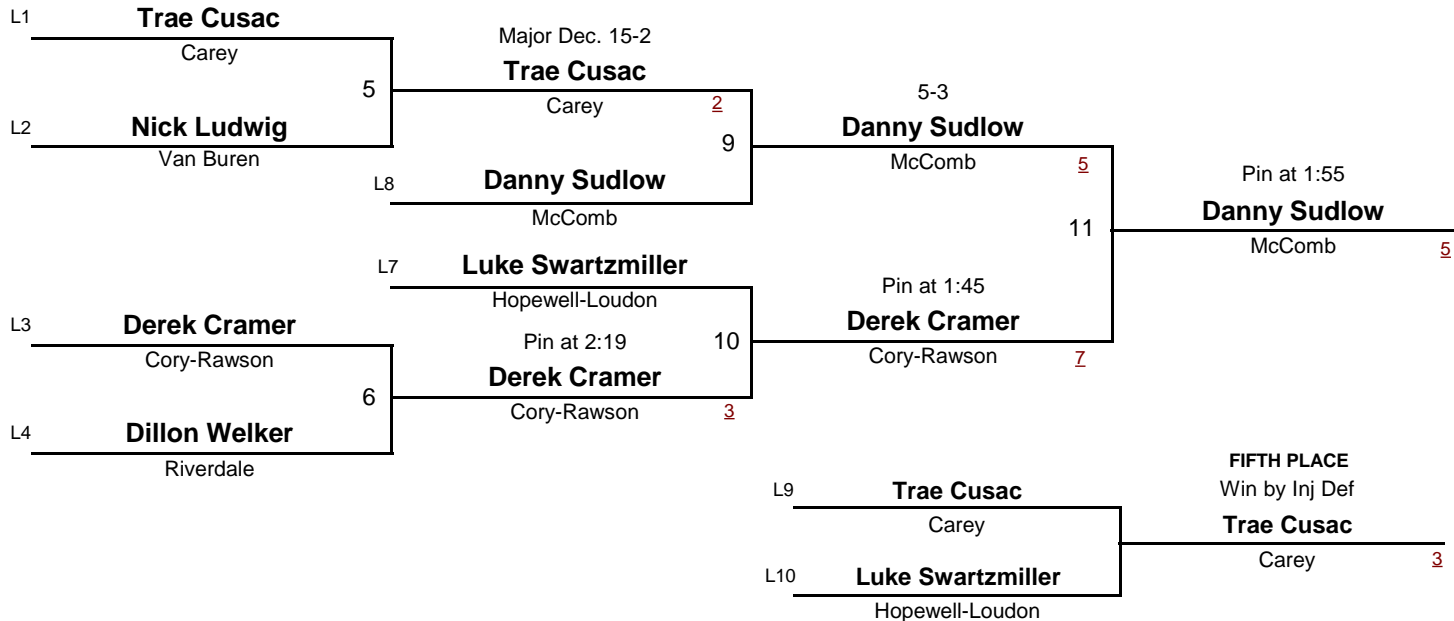 L1
Trae Cusac
Carey
5
L2
Nick Ludwig
Van Buren
Major Dec. 15-2
Trae Cusac
Carey
2
9
L8
Danny Sudlow
McComb
5-3
Danny Sudlow
McComb
5
11
Pin at 1:55
Danny Sudlow
McComb
5
L7
Luke Swartzmiller
Hopewell-Loudon
10
Pin at 1:45
Derek Cramer
Cory-Rawson
7
L3
Derek Cramer
Cory-Rawson
6
L4
Dillon Welker
Riverdale
Pin at 2:19
Derek Cramer
Cory-Rawson
3
L9
Trae Cusac
Carey
L10
Luke Swartzmiller
Hopewell-Loudon
FIFTH PLACE
Win by Inj Def
Trae Cusac
Carey
3